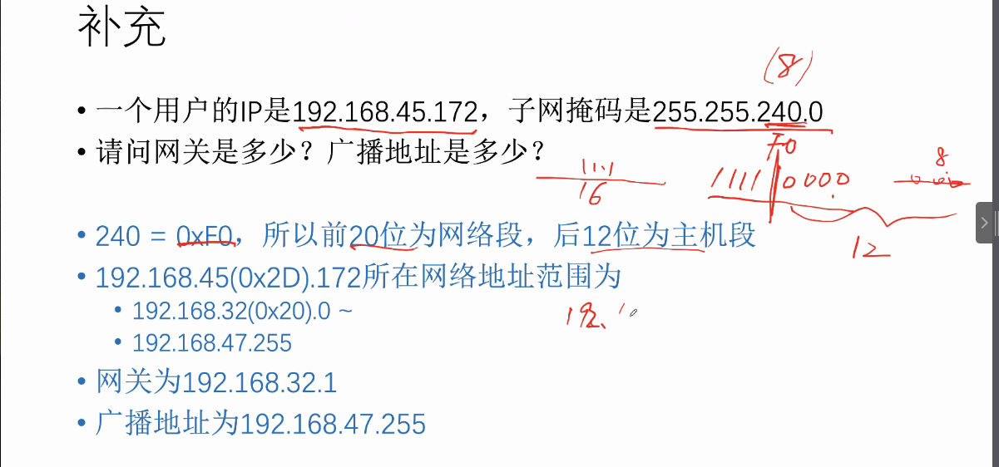 补充
(8)
• 一个用户的IP是192.168.45.172，子网掩码是255.255.240.0
F0
• 请问网关是多少？广播地址是多少？
8
16
1111 0000
12
• 240 = 0xF0，所以前20位为网络段，后12位为主机段
• 192.168.45(0x2D).172所在网络地址范围为
• 192.168.32(0x20).0 ~
• 192.168.47.255
• 网关为192.168.32.1
• 广播地址为192.168.47.255